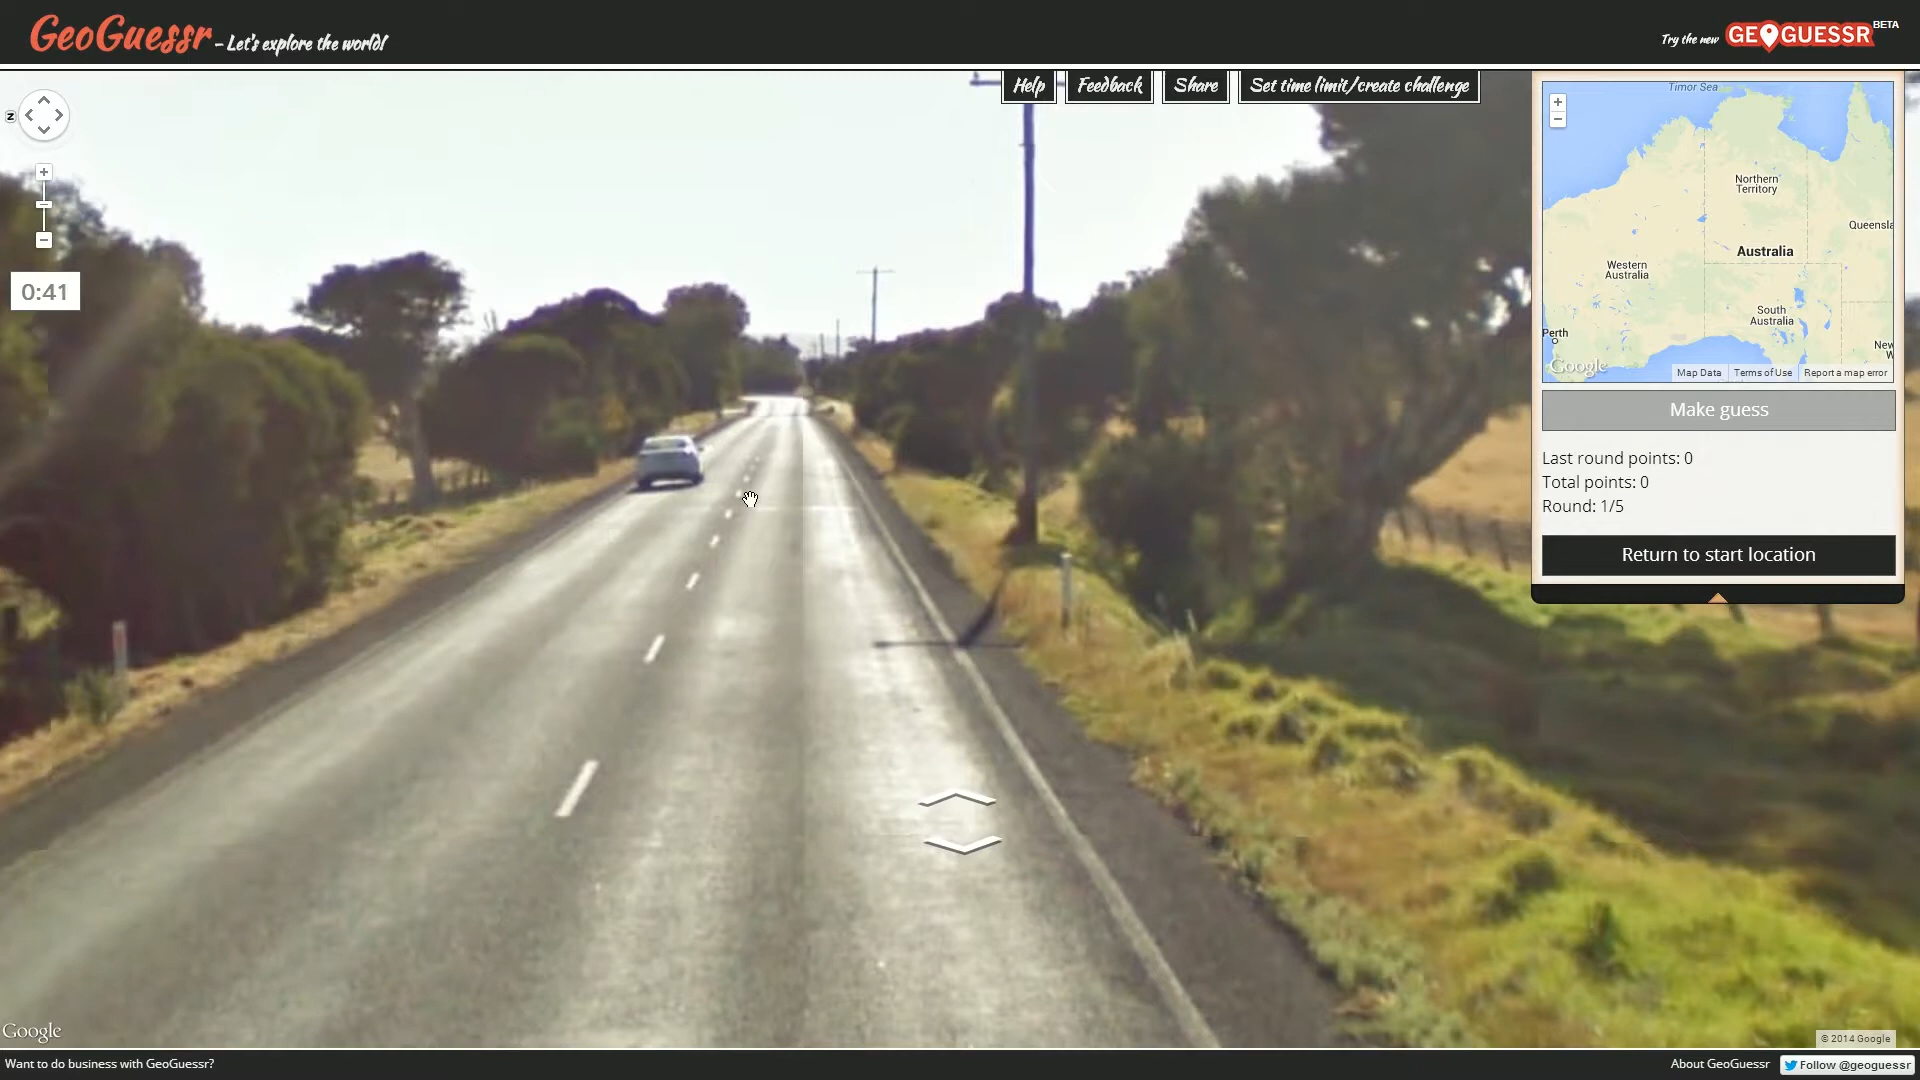 GeoGuessr - Let's explore the world!
Try the new GEOGUESSR BETA
Help
Feedback
Share
Set time limit/create challenge
N
+
−
0:41
+
−
Timor Sea
Northern
Territory
Queensla
Australia
Western
Australia
South
Australia
Perth
New
W
Google
Map Data
Terms of Use
Report a map error
Make guess
Last round points: 0
Total points: 0
Round: 1/5
Return to start location
Google
© 2014 Google
Want to do business with GeoGuessr?
About GeoGuessr
Follow @geoguessr